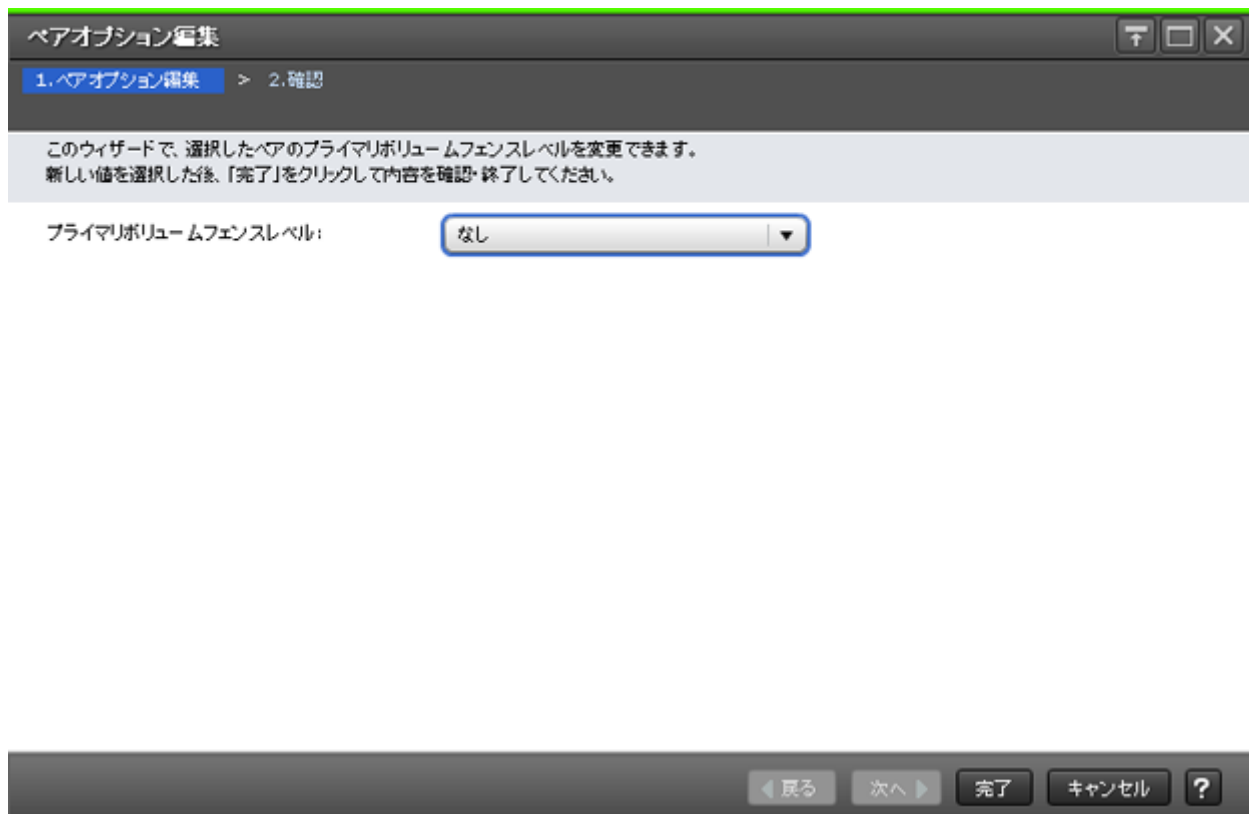 ペアオプション編集
1.ペアオプション編集 > 2.確認
このウィザードで、選択したペアのプライマリボリュームフェンスレベルを変更できます。
新しい値を選択した後、「完了」をクリックして内容を確認・終了してください。
プライマリボリュームフェンスレベル: なし
戻る 次へ 完了 キャンセル ?